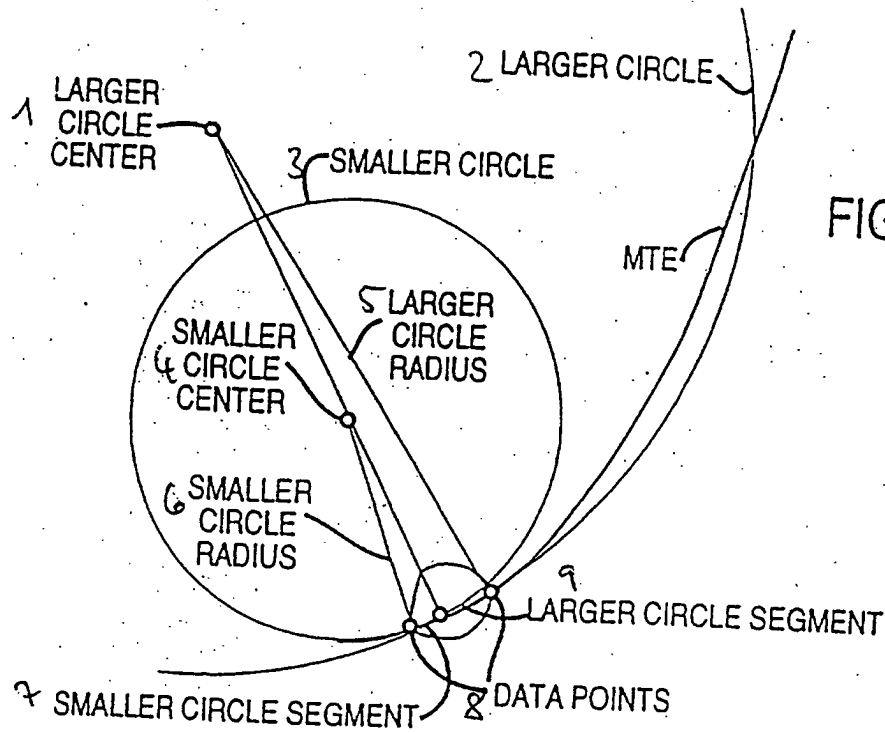 2 LARGER CIRCLE
1 LARGER
CIRCLE
CENTER
3 SMALLER CIRCLE
FIG
MTE
5 LARGER
CIRCLE
RADIUS
SMALLER
4 CIRCLE
CENTER
6 SMALLER
CIRCLE
RADIUS
9
LARGER CIRCLE SEGMENT
7 SMALLER CIRCLE SEGMENT
8 DATA POINTS